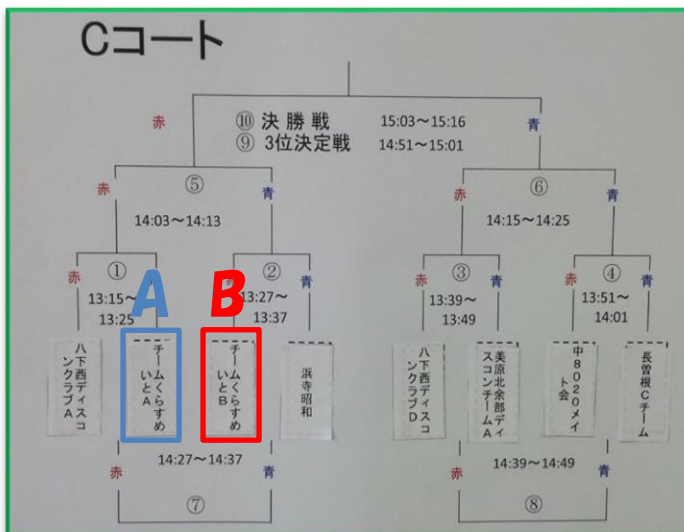 Cコート
⑩ 決勝戦 15:03~15:16
⑨ 3位決定戦 14:51~15:01
赤
青
赤
⑤
青
赤
⑥
青
14:03~14:13
14:15~14:25
赤
①
A
B
②
青
赤
③
青
赤
④
青
13:15~
13:25
赤
13:27~
13:37
13:39~
13:49
13:51~
14:01
八下西ディスコ
ンクラブA
チームくらすめ
いとA
チームくらすめ
いとB
浜寺昭和
八下西ディスコ
ンクラブD
美原北余部ディ
スコンチームA
中8020メイ
ト会
長曽根Cチーム
赤
14:27~14:37
青
赤
14:39~14:49
青
⑦
⑧